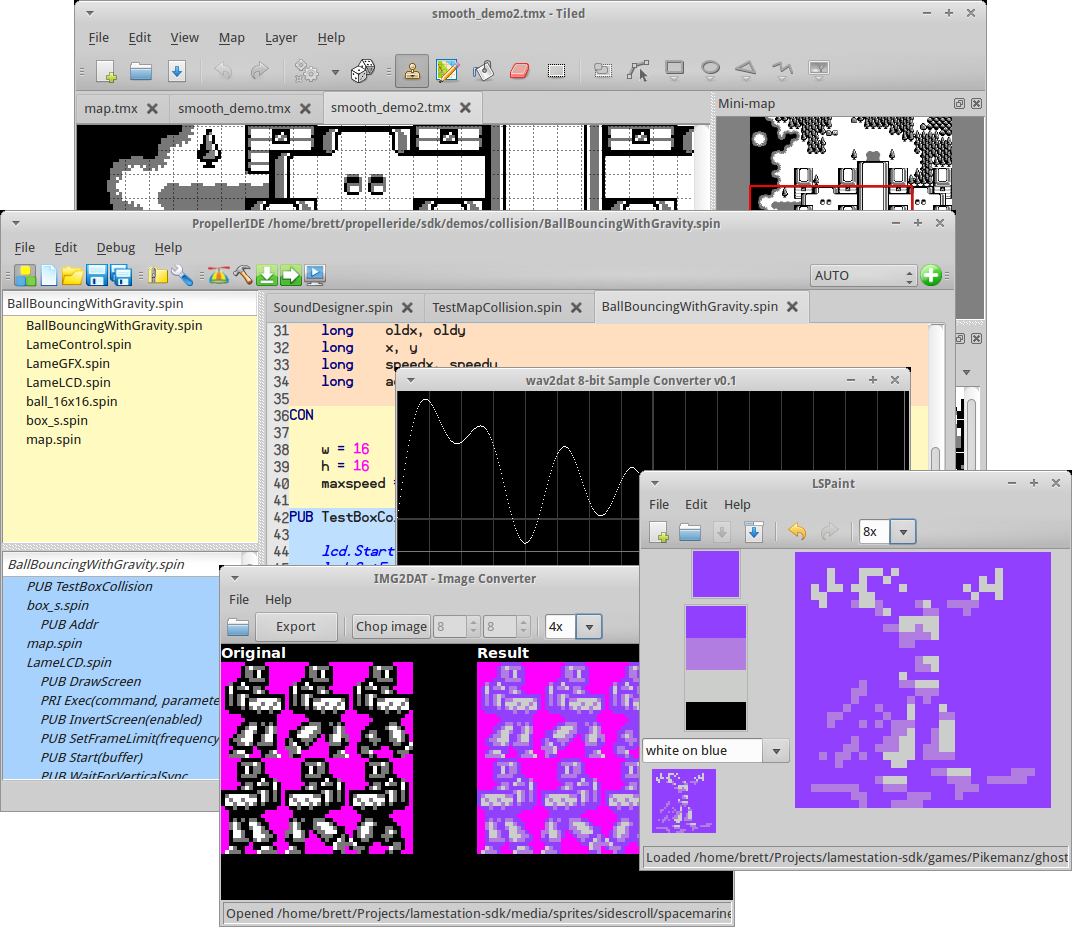 smooth_demo2.tmx - Tiled
File Edit View Map Layer Help
map.tmx smooth_demo.tmx smooth_demo2.tmx
Mini-map
PropellerIDE /home/brett/propelleride/sdk/demos/collision/BallBouncingWithGravity.spin
File Edit Debug Help
AUTO
BallBouncingWithGravity.spin
BallBouncingWithGravity.spin
LameControl.spin
LameGFX.spin
LameLCD.spin
ball_16x16.spin
box_s.spin
map.spin
SoundDesigner.spin TestMapCollision.spin BallBouncingWithGravity.spin
31 long oldx, oldy
32 long x, y
33 long speedx, speedy
34 long
35
36 CON
37
38 w = 16
39 h = 16
40 maxspeed
41
42 PUB TestBoxCo
43
44 lcd.Start
BallBouncingWithGravity.spin
PUB TestBoxCollision
box_s.spin
PUB Addr
map.spin
LameLCD.spin
PUB DrawScreen
PRI Exec(command, paramete
PUB InvertScreen(enabled)
PUB SetFrameLimit(frequency
PUB Start(buffer)
PUB WaitForVerticalSync
wav2dat 8-bit Sample Converter v0.1
IMG2DAT - Image Converter
File Help
Export Chop image 8 8 4x
Original Result
Opened /home/brett/Projects/lamestation-sdk/media/sprites/sidescroll/spacemarine
LSPaint
File Edit Help
8x
white on blue
Loaded /home/brett/Projects/lamestation-sdk/games/Pikemanz/ghost